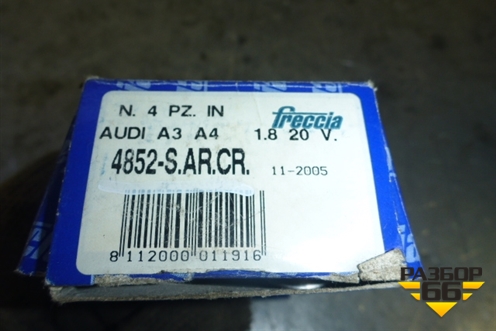 N. 4 PZ. IN
freccia
AUDI A3 A4 1.8 20 V.
4852-S.AR.CR. 11-2005
8 112000 011916
РАЗБОР
66